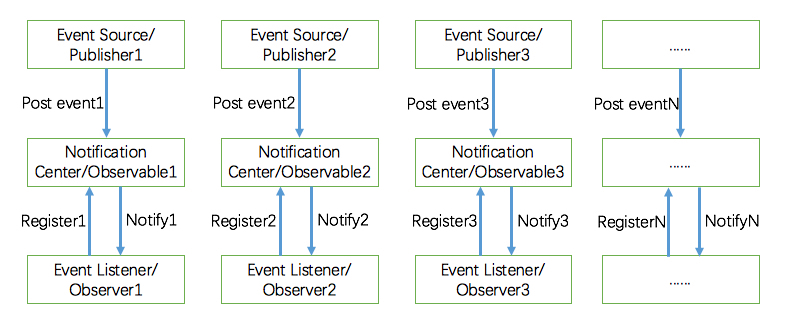 Event Source/
Publisher1
Event Source/
Publisher2
Event Source/
Publisher3
......
Post event1
Post event2
Post event3
Post eventN
Notification
Center/Observable1
Notification
Center/Observable2
Notification
Center/Observable3
......
Register1
Notify1
Register2
Notify2
Register3
Notify3
RegisterN
NotifyN
Event Listener/
Observer1
Event Listener/
Observer2
Event Listener/
Observer3
......